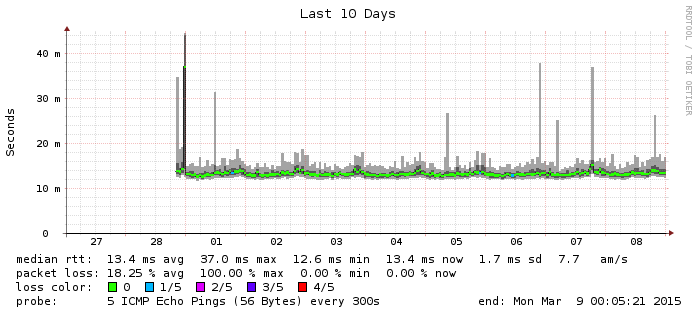 Last 10 Days
RRDTOOL / TOBI OETIKER
Seconds
40 m
30 m
20 m
10 m
0
27 28 01 02 03 04 05 06 07 08
median rtt: 13.4 ms avg 37.0 ms max 12.6 ms min 13.4 ms now 1.7 ms sd 7.7 am/s
packet loss: 18.25 % avg 100.00 % max 0.00 % min 0.00 % now
loss color: 0 1/5 2/5 3/5 4/5
probe: 5 ICMP Echo Pings (56 Bytes) every 300s end: Mon Mar 9 00:05:21 2015